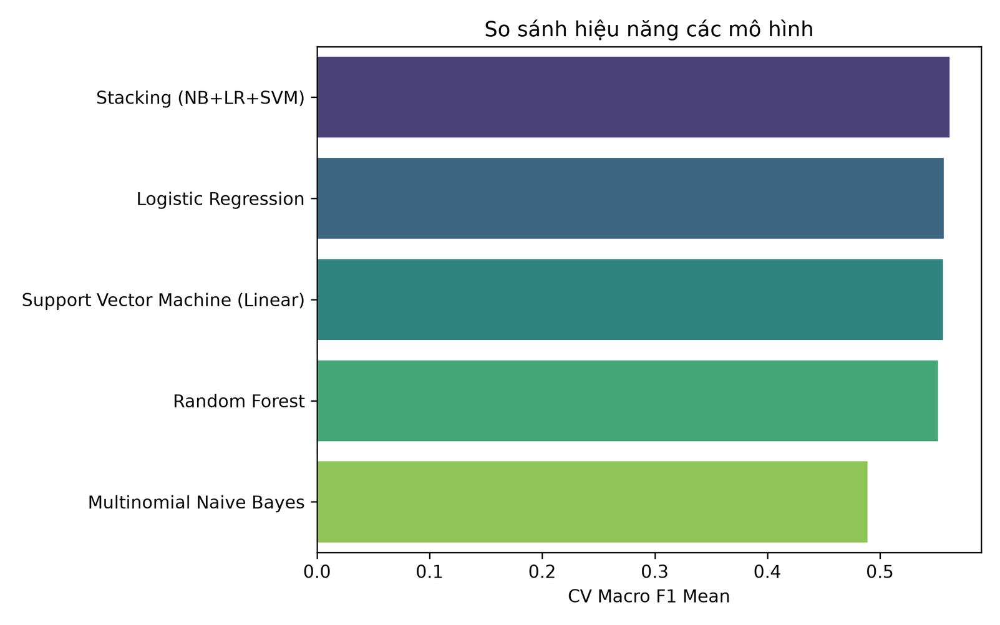 So sánh hiệu năng các mô hình
Stacking (NB+LR+SVM)
Logistic Regression
Support Vector Machine (Linear)
Random Forest
Multinomial Naive Bayes
0.0 0.1 0.2 0.3 0.4 0.5
CV Macro F1 Mean